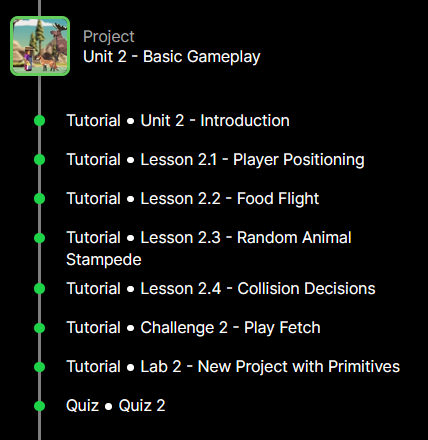 Project
Unit 2 - Basic Gameplay
Tutorial • Unit 2 - Introduction
Tutorial • Lesson 2.1 - Player Positioning
Tutorial • Lesson 2.2 - Food Flight
Tutorial • Lesson 2.3 - Random Animal
Stampede
Tutorial • Lesson 2.4 - Collision Decisions
Tutorial • Challenge 2 - Play Fetch
Tutorial • Lab 2 - New Project with Primitives
Quiz • Quiz 2